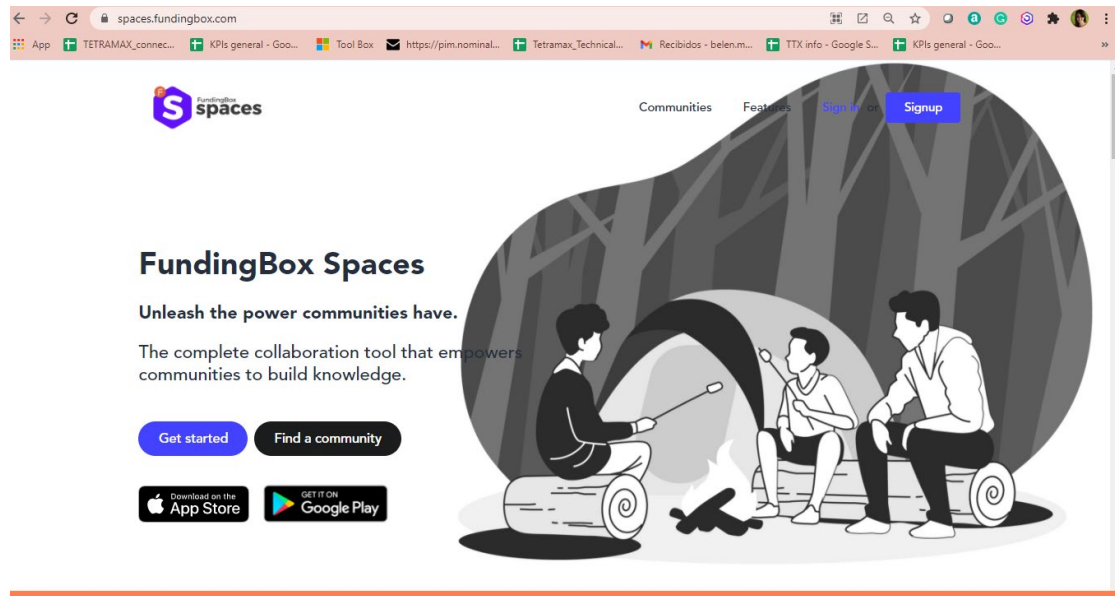 spaces.fundingbox.com
App TETRAMAX_connec... KPIs general - Goo... Tool Box https://pim.nominal... Tetramax_Technical... Recibidos - belen.m... TTX info - Google S... KPIs general - Goo... »
FundingBox
spaces
Communities Features Sign in or Signup
FundingBox Spaces
Unleash the power communities have.
The complete collaboration tool that empowers
communities to build knowledge.
Get started Find a community
Download on the
App Store
GET IT ON
Google Play